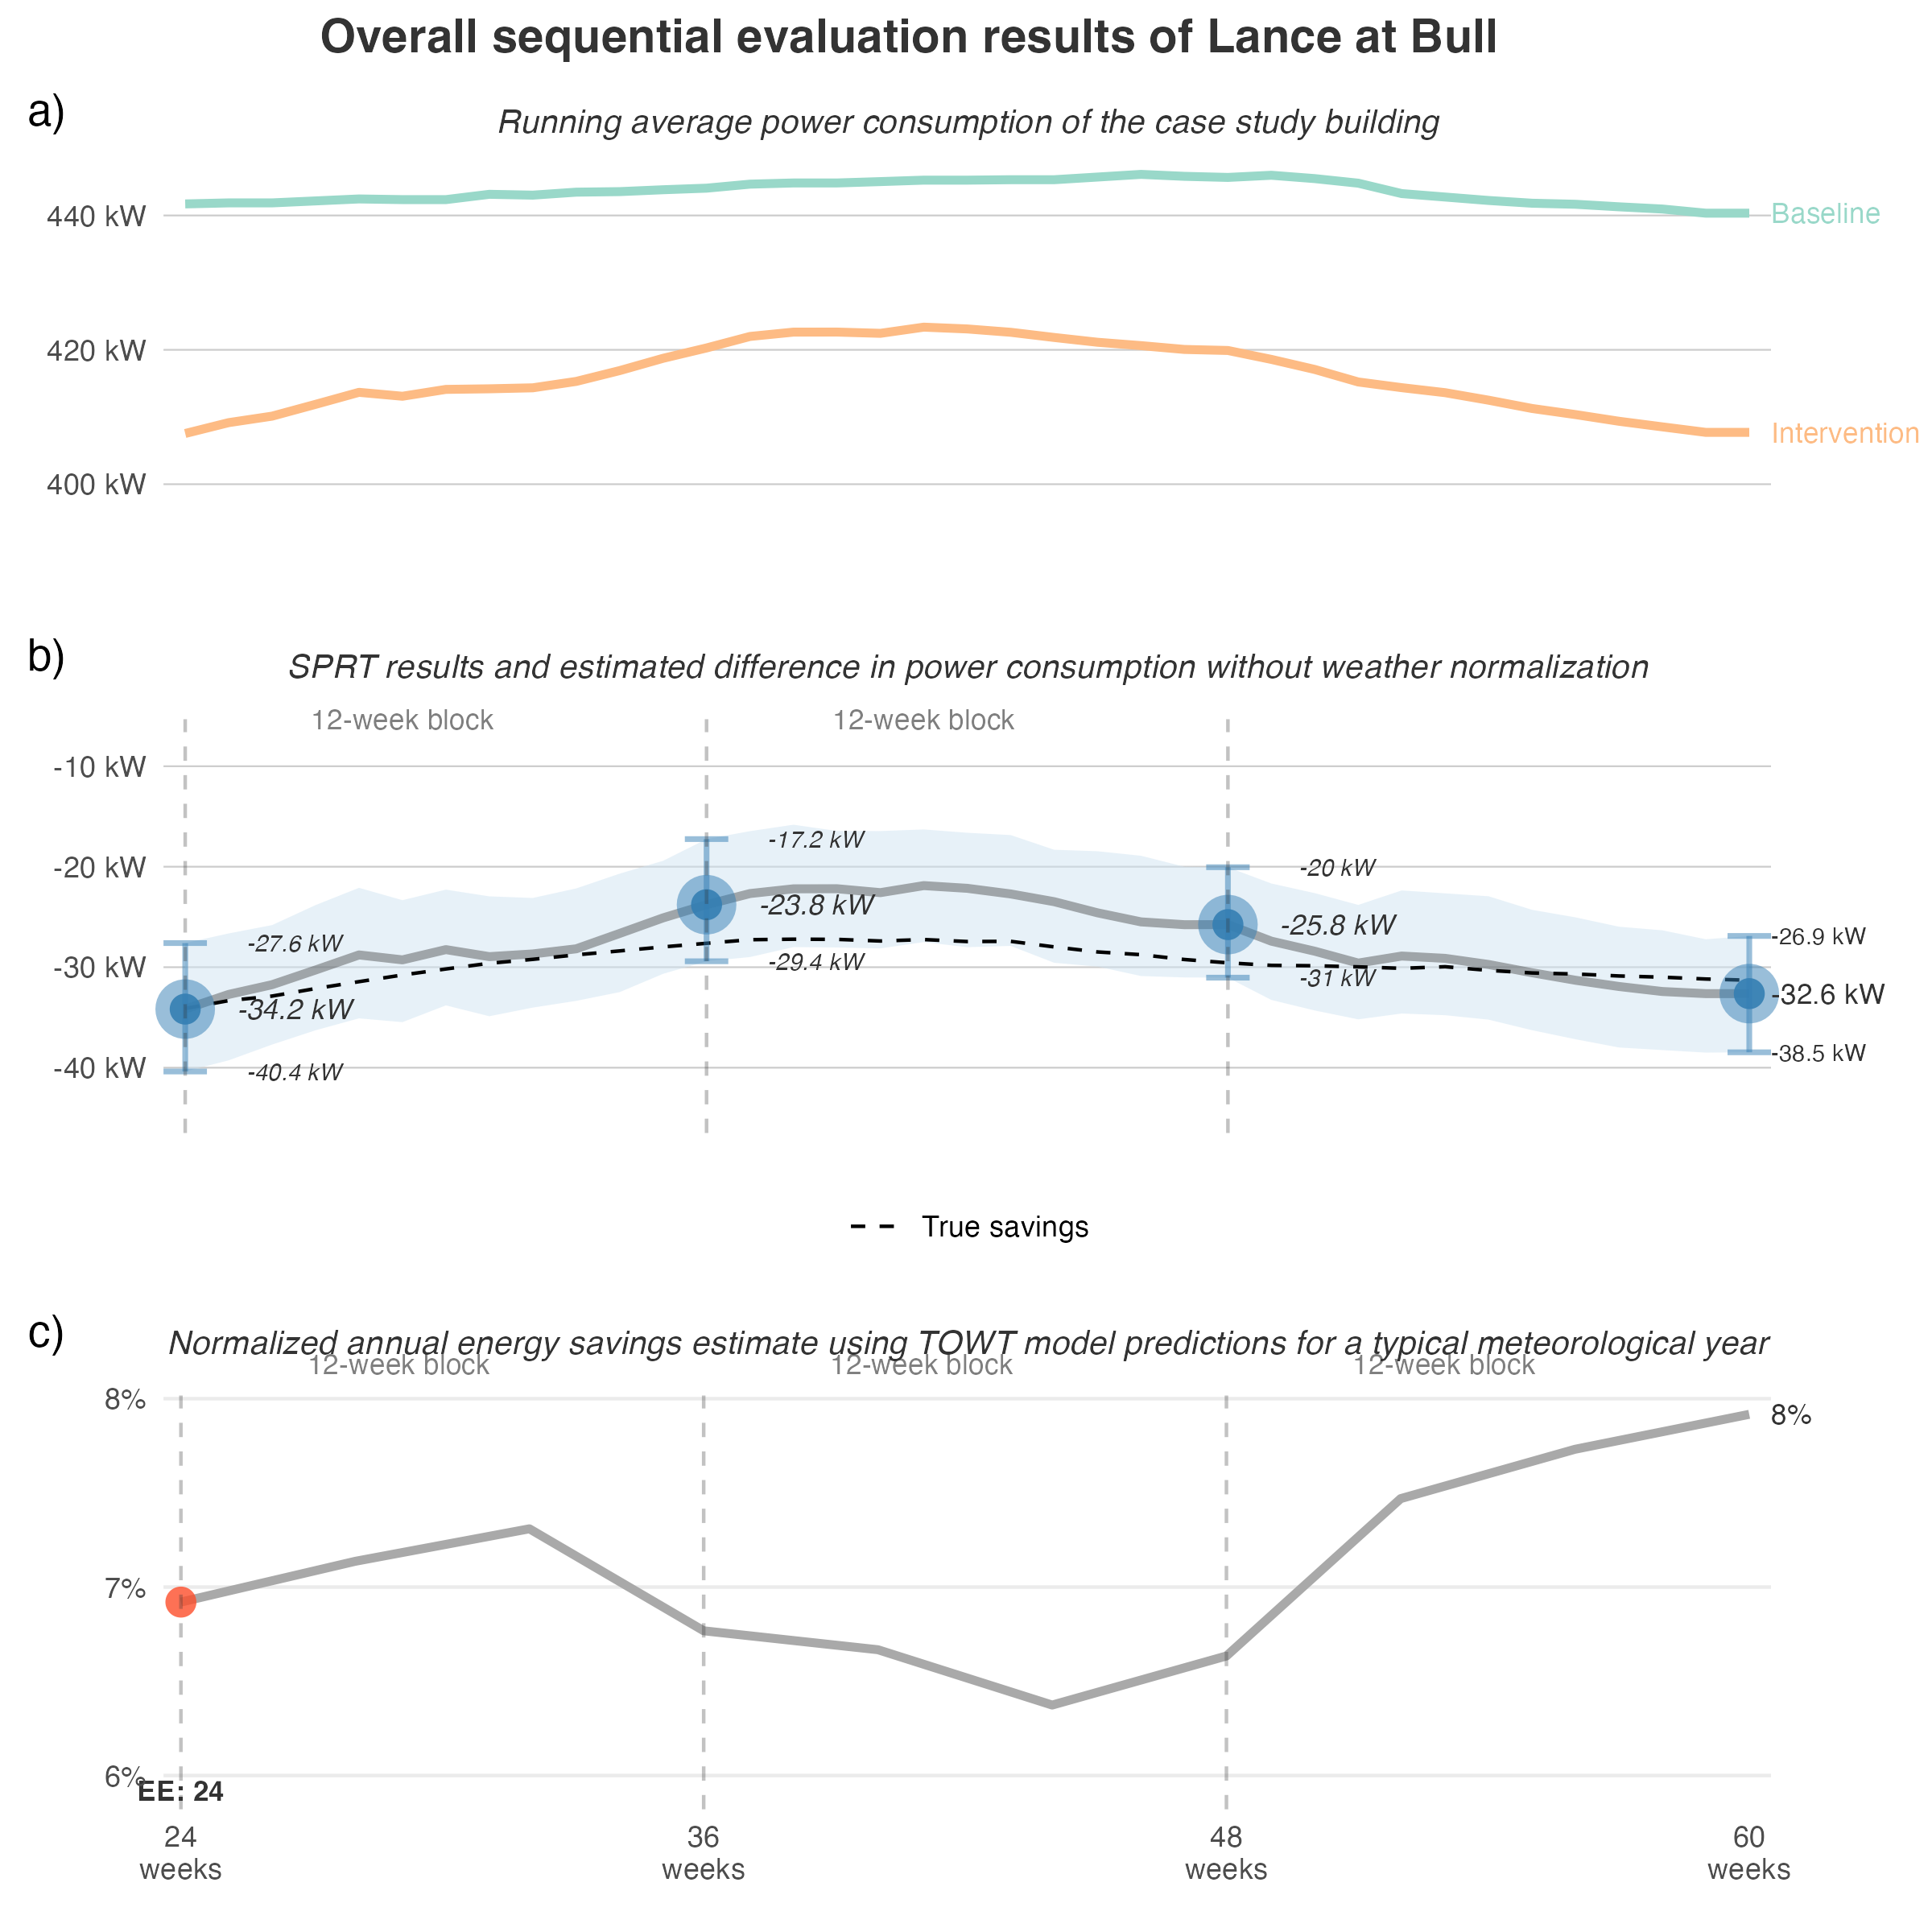 Overall sequential evaluation results of Lance at Bull
a)
Running average power consumption of the case study building
440 kW
Baseline
420 kW
Intervention
400 kW
b)
SPRT results and estimated difference in power consumption without weather normalization
12-week block
12-week block
-10 kW
-17.2 kW
-20 kW
-20 kW
-23.8 kW
-25.8 kW
-27.6 kW
-26.9 kW
-30 kW
-29.4 kW
-31 kW
-34.2 kW
-32.6 kW
-40 kW
-40.4 kW
-38.5 kW
True savings
c)
Normalized annual energy savings estimate using TOWT model predictions for a typical meteorological year
12-week block
12-week block
12-week block
8%
8%
7%
6%
EE: 24
24
weeks
36
weeks
48
weeks
60
weeks